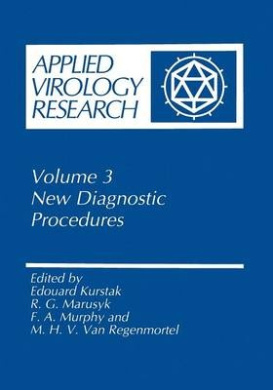 APPLIED
VIROLOGY
RESEARCH
Volume 3
New Diagnostic
Procedures
Edited by
Edouard Kurstak
R. G. Marusyk
F. A. Murphy and
M. H. V. Van Regenmortel